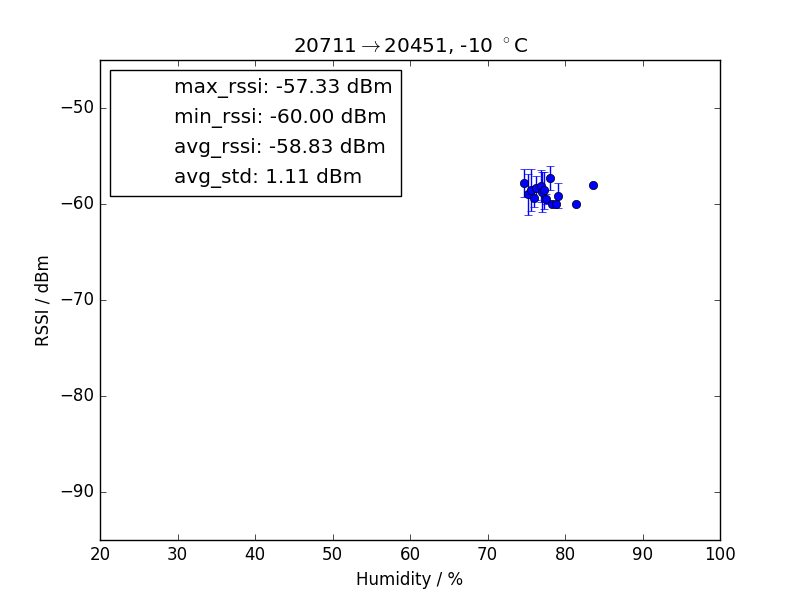 20711→20451, -10 °C
max_rssi: -57.33 dBm
min_rssi: -60.00 dBm
avg_rssi: -58.83 dBm
avg_std: 1.11 dBm
−50
−60
−70
−80
−90
RSSI / dBm
20 30 40 50 60 70 80 90 100
Humidity / %